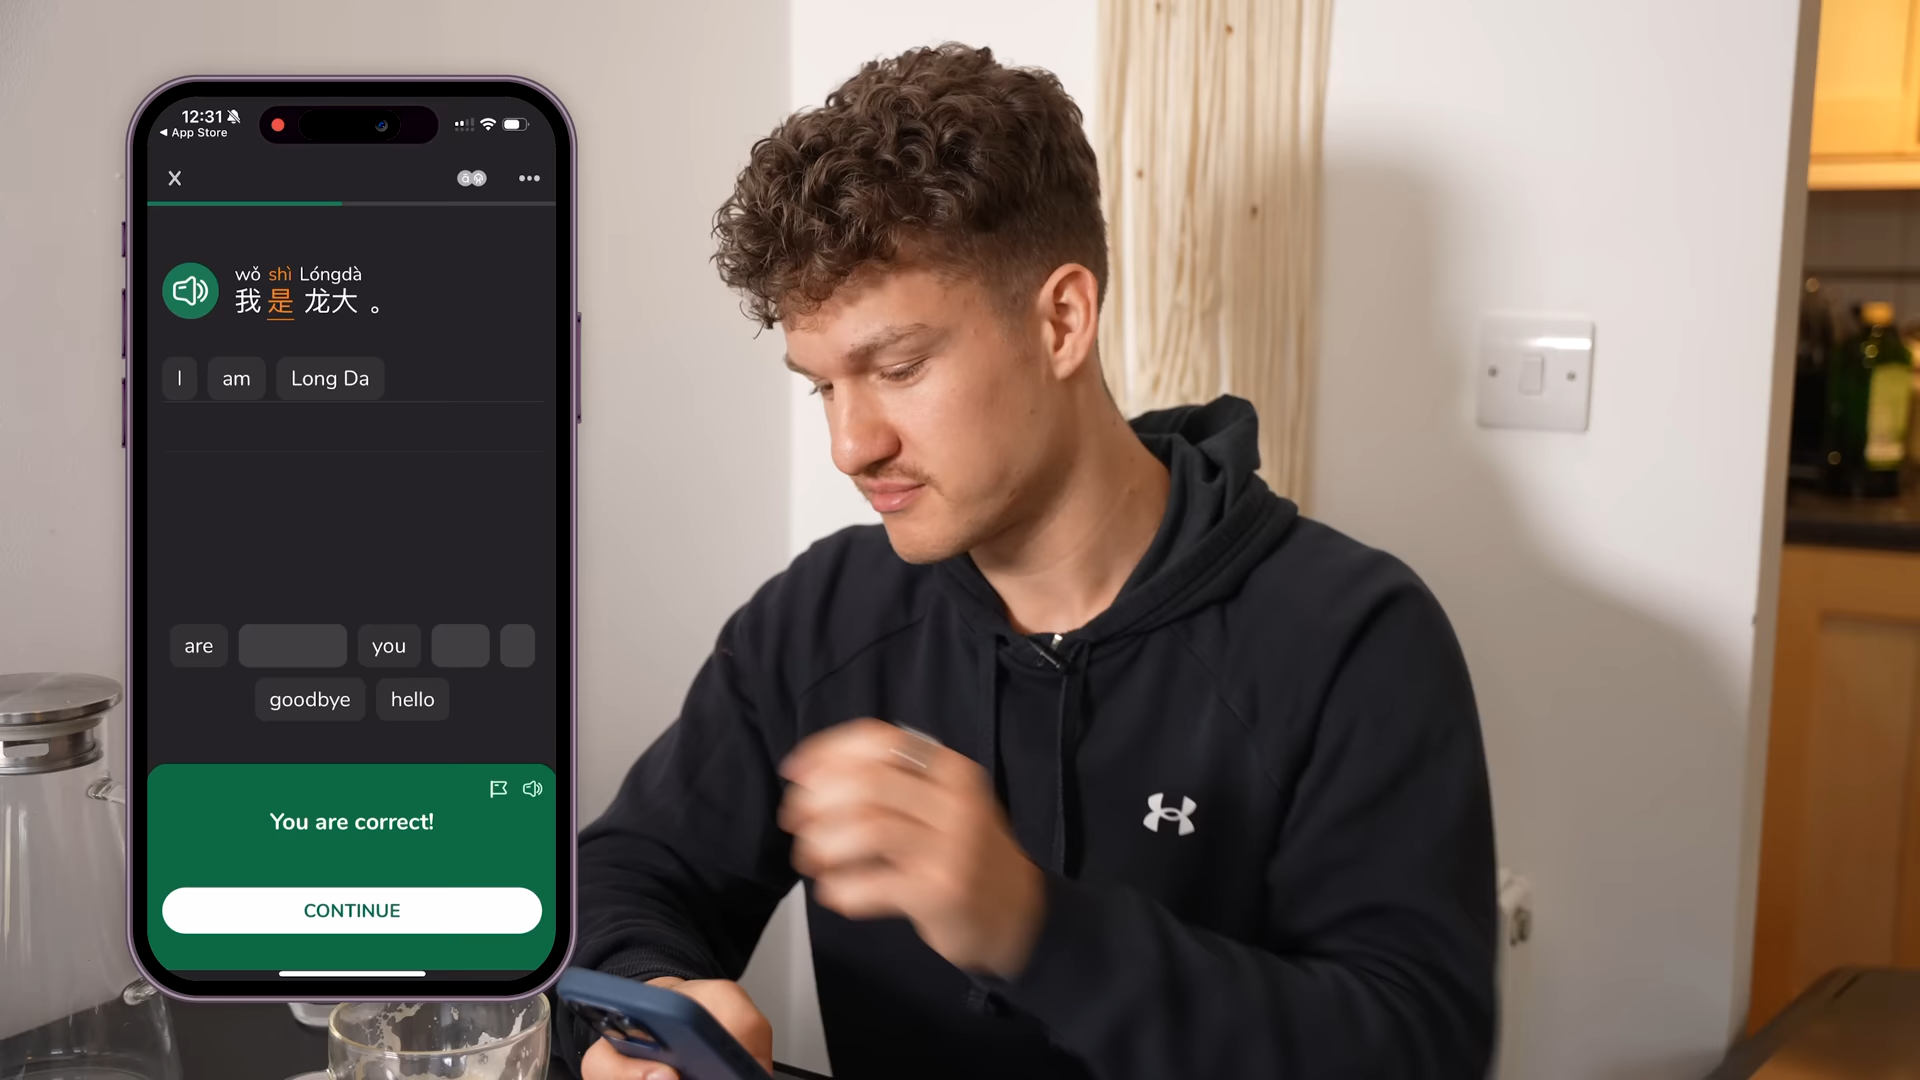 12:31
App Store
wǒ shì Lóngdà
我 是 龙大 。
I am Long Da
are you
goodbye hello
You are correct!
CONTINUE